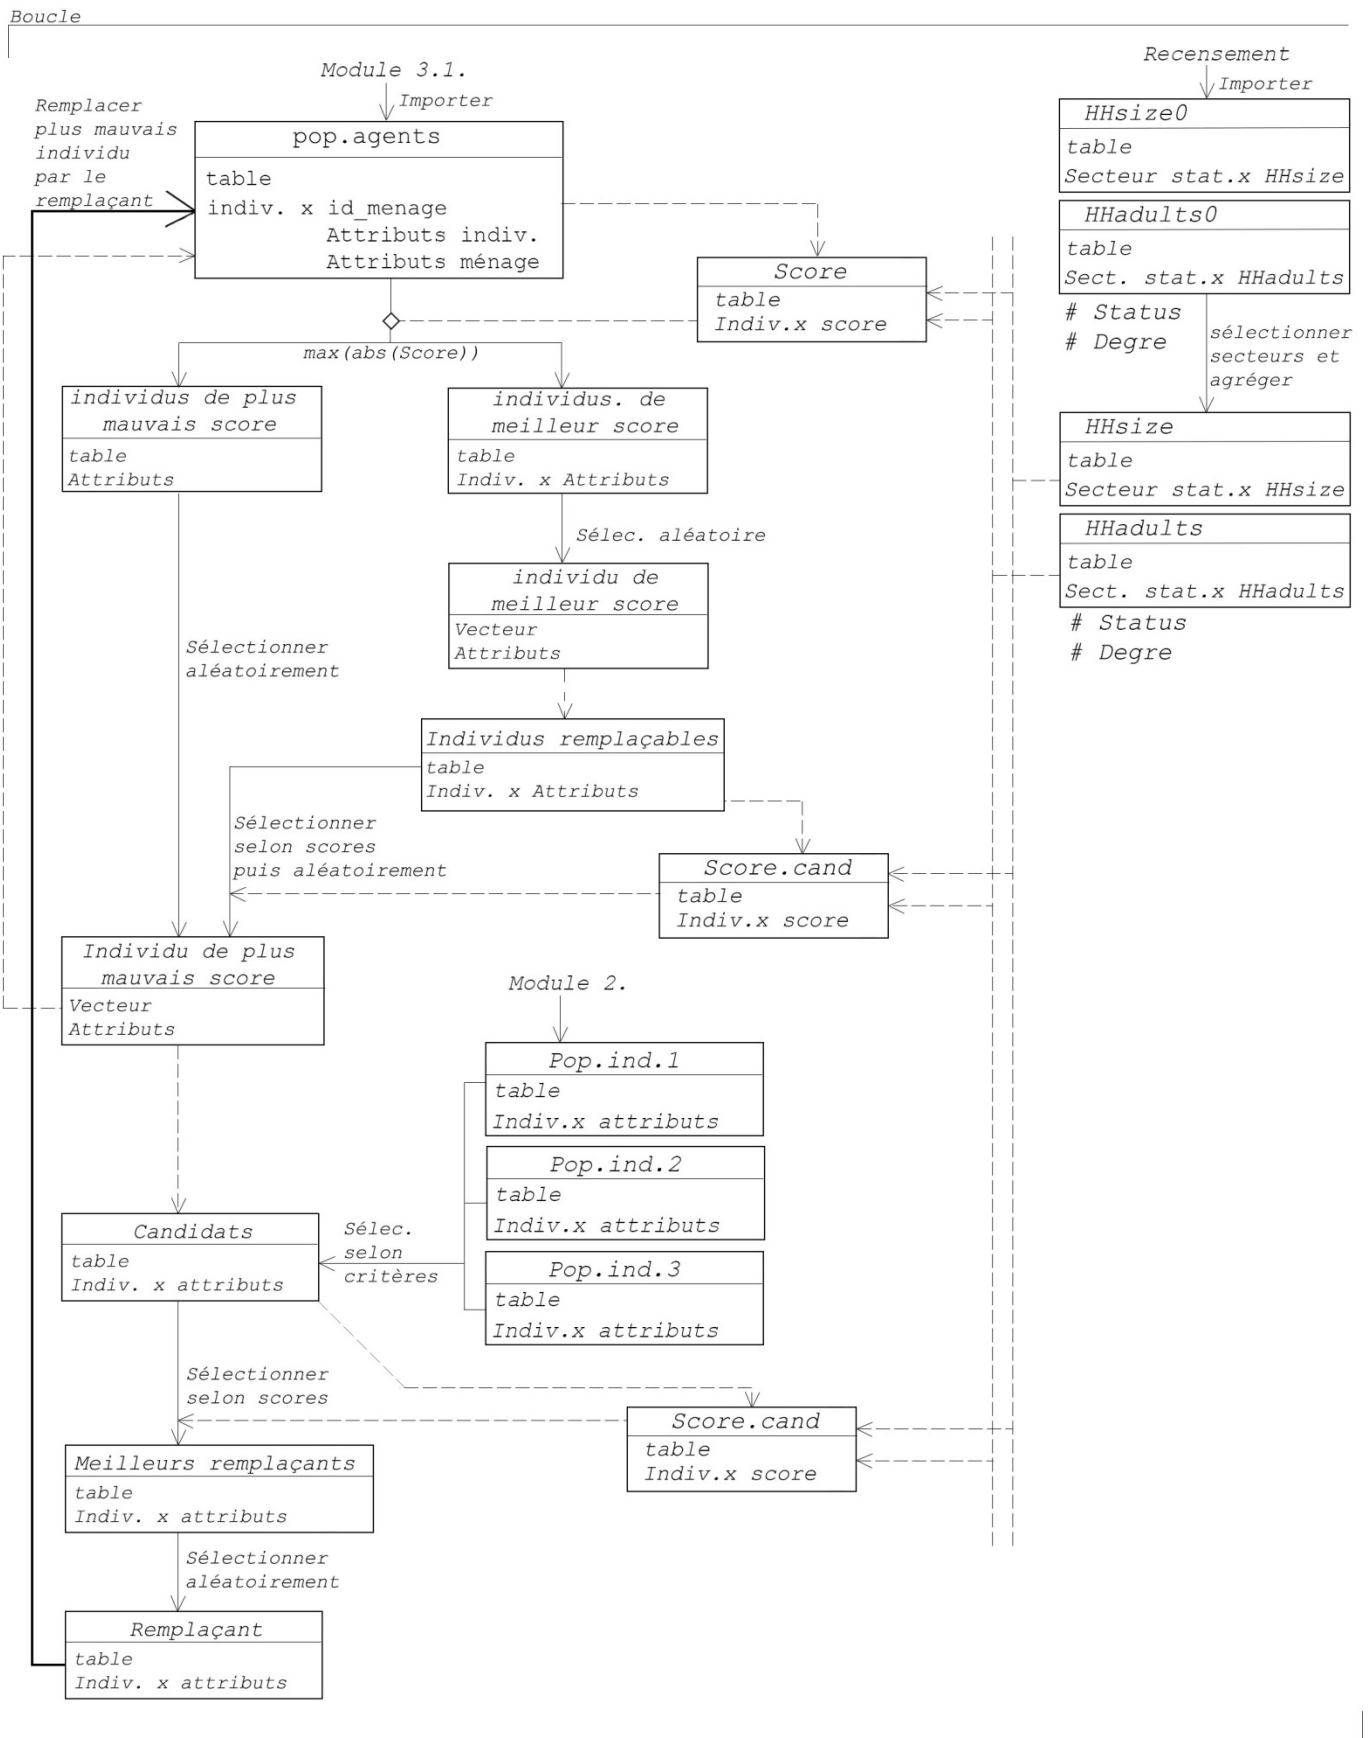 Boucle
Module 3.1.
Importer
Remplacer
plus mauvais
individu
par le
remplaçant
pop.agents
table
indiv. x id_menage
Attributs indiv.
Attributs ménage
Score
table
Indiv.x score
max(abs(Score))
Recensement
Importer
HHsize0
table
Secteur stat.x HHsize
HHadults0
table
Sect. stat.x HHadults
# Status
# Degre
sélectionner
secteurs et
agréger
HHsize
table
Secteur stat.x HHsize
HHadults
table
Sect. stat.x HHadults
# Status
# Degre
individus de plus
mauvais score
table
Attributs
individus. de
meilleur score
table
Indiv. x Attributs
Sélec. aléatoire
individu de
meilleur score
Vecteur
Attributs
Sélectionner
aléatoirement
Individus remplaçables
table
Indiv. x Attributs
Sélectionner
selon scores
puis aléatoirement
Score.cand
table
Indiv.x score
Individu de plus
mauvais score
Vecteur
Attributs
Module 2.
Pop.ind.1
table
Indiv.x attributs
Pop.ind.2
table
Indiv.x attributs
Pop.ind.3
table
Indiv.x attributs
Sélec.
selon
critères
Candidats
table
Indiv. x attributs
Sélectionner
selon scores
Score.cand
table
Indiv.x score
Meilleurs remplaçants
table
Indiv. x attributs
Sélectionner
aléatoirement
Remplaçant
table
Indiv. x attributs